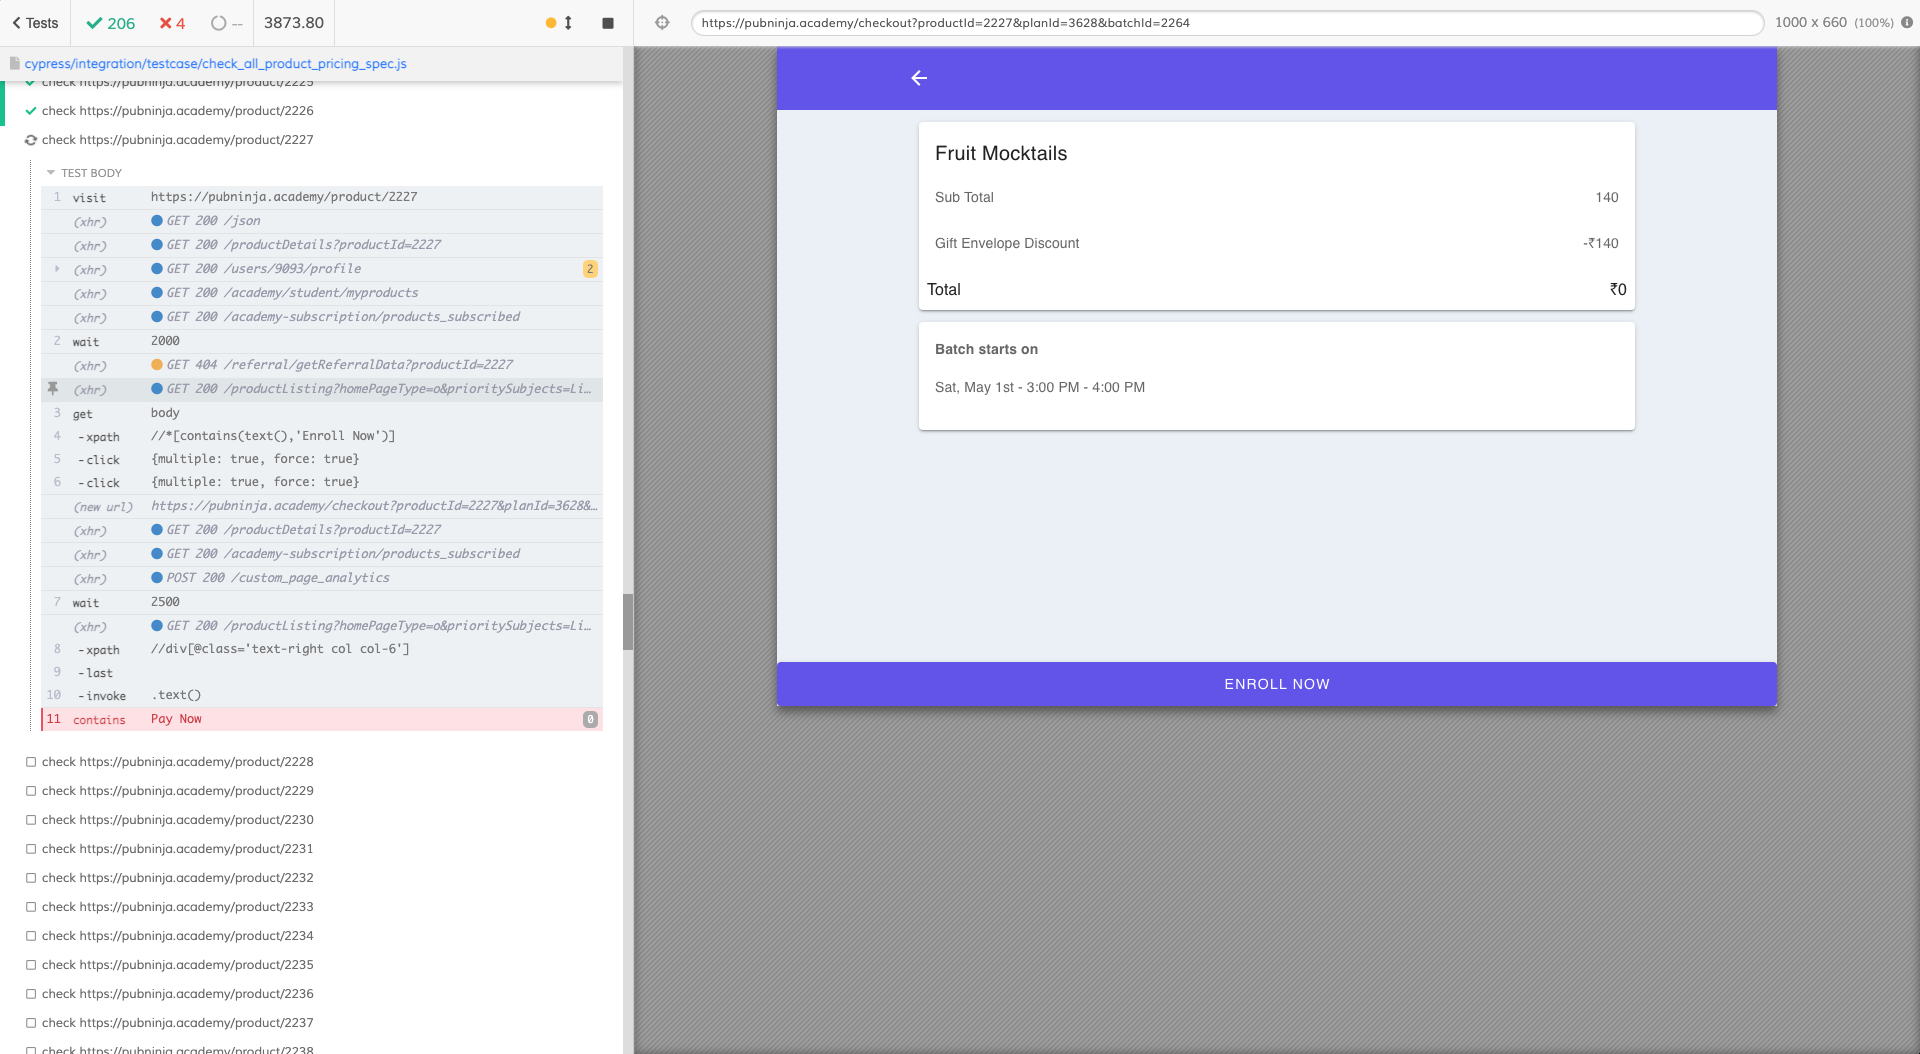 Tests
206
4
--
3873.80
https://pubninja.academy/checkout?productId=2227&planId=3628&batchId=2264
1000 x 660 (100%)
cypress/integration/testcase/check_all_product_pricing_spec.js
check https://pubninja.academy/product/2225
check https://pubninja.academy/product/2226
check https://pubninja.academy/product/2227
TEST BODY
1 visit https://pubninja.academy/product/2227
(xhr) GET 200 /json
(xhr) GET 200 /productDetails?productId=2227
(xhr) GET 200 /users/9093/profile 2
(xhr) GET 200 /academy/student/myproducts
(xhr) GET 200 /academy-subscription/products_subscribed
2 wait 2000
(xhr) GET 404 /referral/getReferralData?productId=2227
(xhr) GET 200 /productListing?homePageType=o&prioritySubjects=Li…
3 get body
4 -xpath //*[contains(text(),'Enroll Now')]
5 -click {multiple: true, force: true}
6 -click {multiple: true, force: true}
(new url) https://pubninja.academy/checkout?productId=2227&planId=3628&…
(xhr) GET 200 /productDetails?productId=2227
(xhr) GET 200 /academy-subscription/products_subscribed
(xhr) POST 200 /custom_page_analytics
7 wait 2500
(xhr) GET 200 /productListing?homePageType=o&prioritySubjects=Li…
8 -xpath //div[@class='text-right col col-6']
9 -last
10 -invoke .text()
11 contains Pay Now 0
check https://pubninja.academy/product/2228
check https://pubninja.academy/product/2229
check https://pubninja.academy/product/2230
check https://pubninja.academy/product/2231
check https://pubninja.academy/product/2232
check https://pubninja.academy/product/2233
check https://pubninja.academy/product/2234
check https://pubninja.academy/product/2235
check https://pubninja.academy/product/2236
check https://pubninja.academy/product/2237
check https://pubninja.academy/product/2238
Fruit Mocktails
Sub Total 140
Gift Envelope Discount -₹140
Total ₹0
Batch starts on
Sat, May 1st - 3:00 PM - 4:00 PM
ENROLL NOW